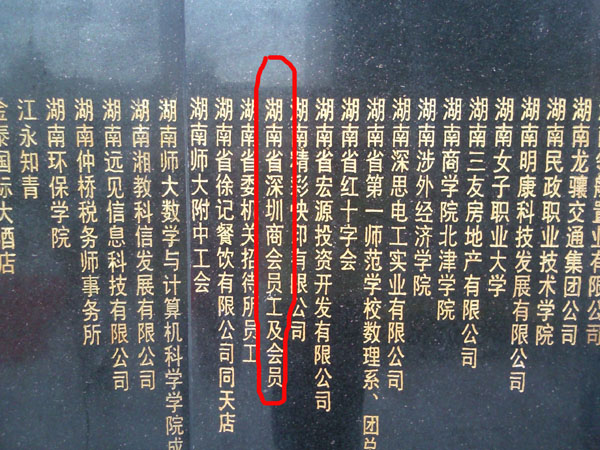 湖南龙骧交通集团公司
湖南民政职业技术学院
湖南明康科技发展有限公司
湖南女子职业大学
湖南三友房地产有限公司
湖南商学院北津学院
湖南涉外经济学院
湖南深思电工实业有限公司
湖南省第一师范学校数理系、团总
湖南省红十字会
湖南省宏源投资开发有限公司
湖南精彩映印有限公司
湖南省深圳商会员工及会员
湖南省委机关招待所员工
湖南省徐记餐饮有限公司同天店
湖南师大附中工会
湖南师大数学与计算机科学学院成
湖南湘教科信发展有限公司
湖南远见信息科技有限公司
湖南仲桥税务师事务所
湖南环保学院
江永知青
金泰国际大酒店